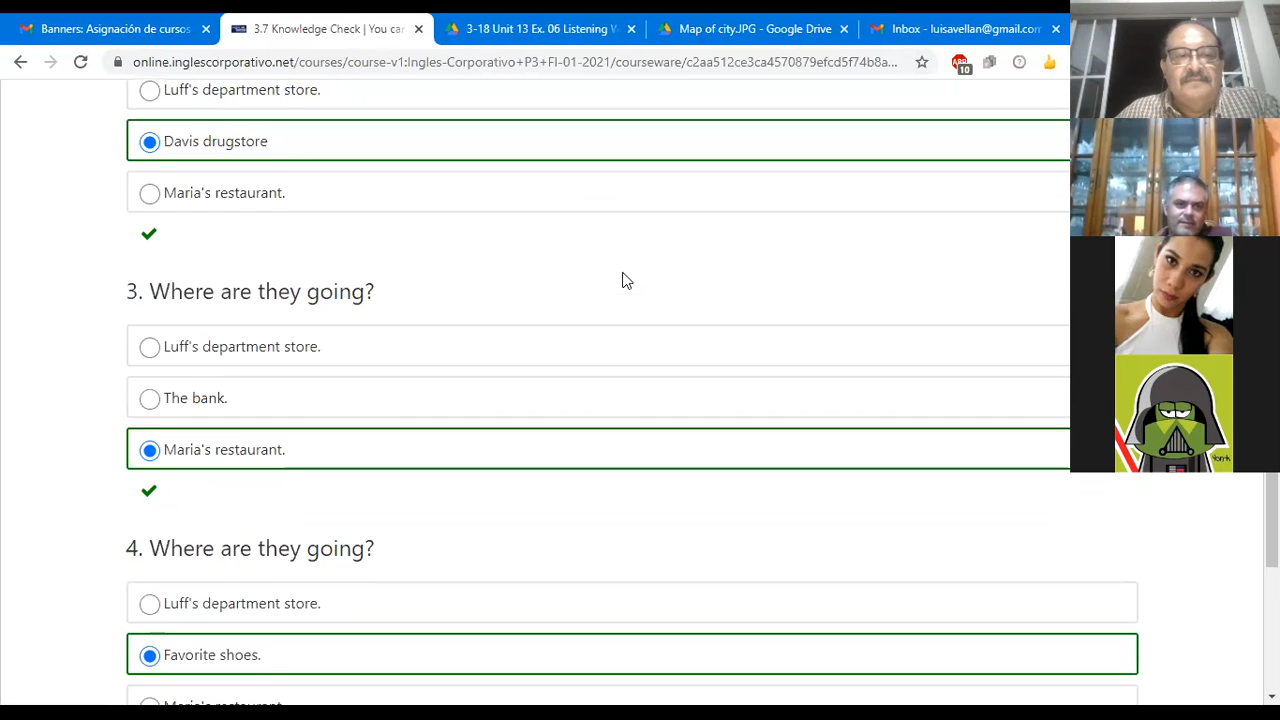 Banners: Asignación de cursos
3.7 Knowledge Check | You can
3-18 Unit 13 Ex. 06 Listening
Map of city.JPG - Google Drive
Inbox - luisavellan@gmail.com
online.inglescorporativo.net/courses/course-v1:Ingles-Corporativo+P3+FI-01-2021/courseware/c2aa512ce3ca4570879efcd5f74b8a...
10
Luff's department store.
Davis drugstore
Maria's restaurant.
3. Where are they going?
Luff's department store.
The bank.
Maria's restaurant.
4. Where are they going?
Luff's department store.
Favorite shoes.
Maria's restaurant.